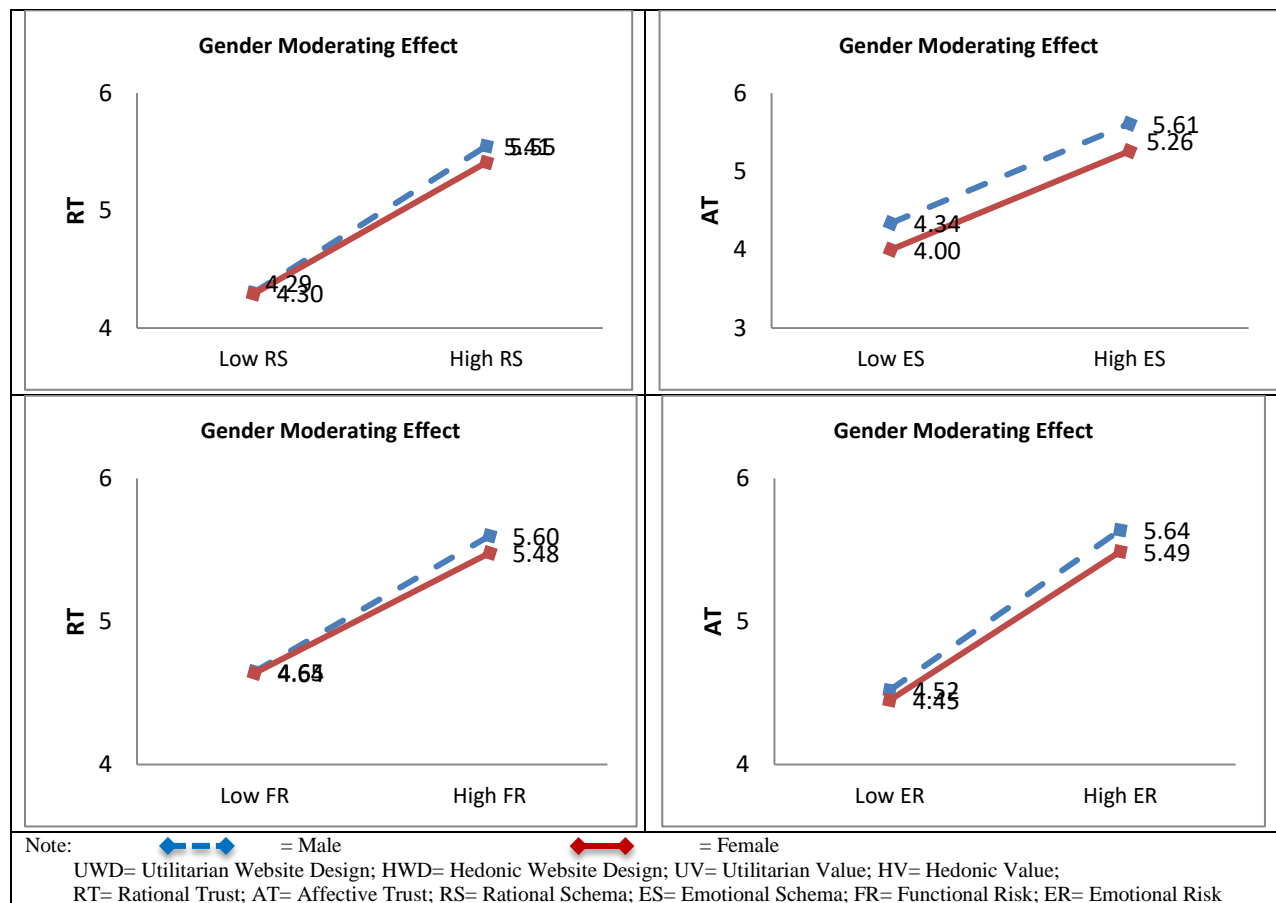 Gender Moderating Effect
6
5
4
RT
5.55
5.41
4.29
4.30
Low RS
High RS
Gender Moderating Effect
6
5
4
3
AT
5.61
5.26
4.34
4.00
Low ES
High ES
Gender Moderating Effect
6
5
4
RT
5.60
5.48
Low FR
High FR
Gender Moderating Effect
6
5
4
AT
5.64
5.49
4.52
4.45
Low ER
High ER
Note: = Male = Female
UWD= Utilitarian Website Design; HWD= Hedonic Website Design; UV= Utilitarian Value; HV= Hedonic Value;
RT= Rational Trust; AT= Affective Trust; RS= Rational Schema; ES= Emotional Schema; FR= Functional Risk; ER= Emotional Risk